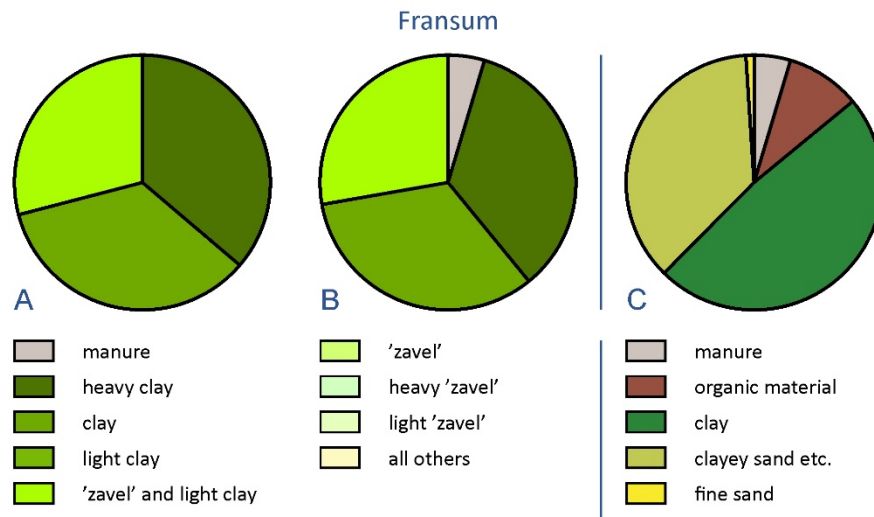 Fransum
A
B
C
manure
heavy clay
clay
light clay
’zavel’ and light clay
’zavel’
heavy ’zavel’
light ’zavel’
all others
manure
organic material
clay
clayey sand etc.
fine sand